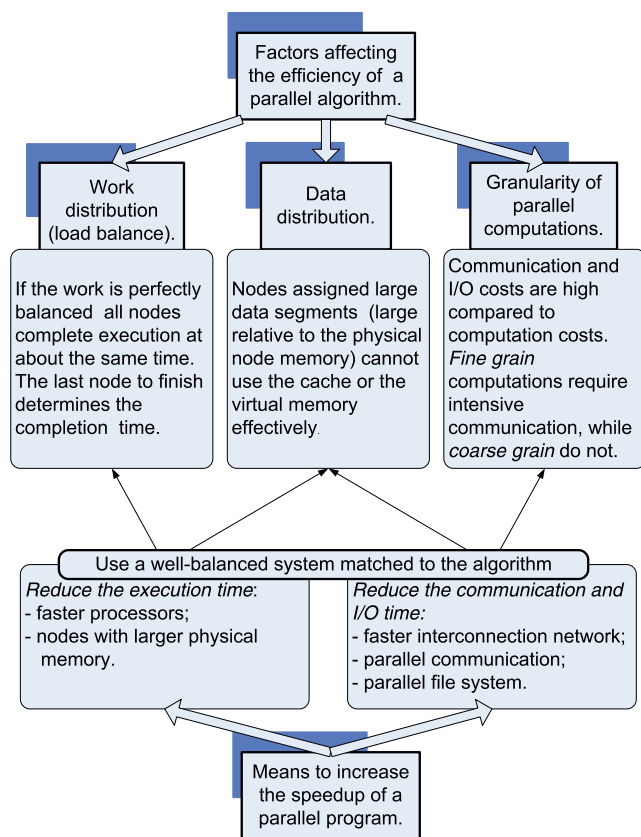 Factors affecting
the efficiency of a
parallel algorithm.
Work
distribution
(load balance).
Data
distribution.
Granularity of
parallel
computations.
If the work is perfectly
balanced all nodes
complete execution at
about the same time.
The last node to finish
determines the
completion time.
Nodes assigned large
data segments (large
relative to the physical
node memory) cannot
use the cache or the
virtual memory
effectively.
Communication and
I/O costs are high
compared to
computation costs.
Fine grain
computations require
intensive
communication, while
coarse grain do not.
Use a well-balanced system matched to the algorithm
Reduce the execution time:
- faster processors;
- nodes with larger physical
memory.
Reduce the communication and
I/O time:
- faster interconnection network;
- parallel communication;
- parallel file system.
Means to increase
the speedup of a
parallel program.